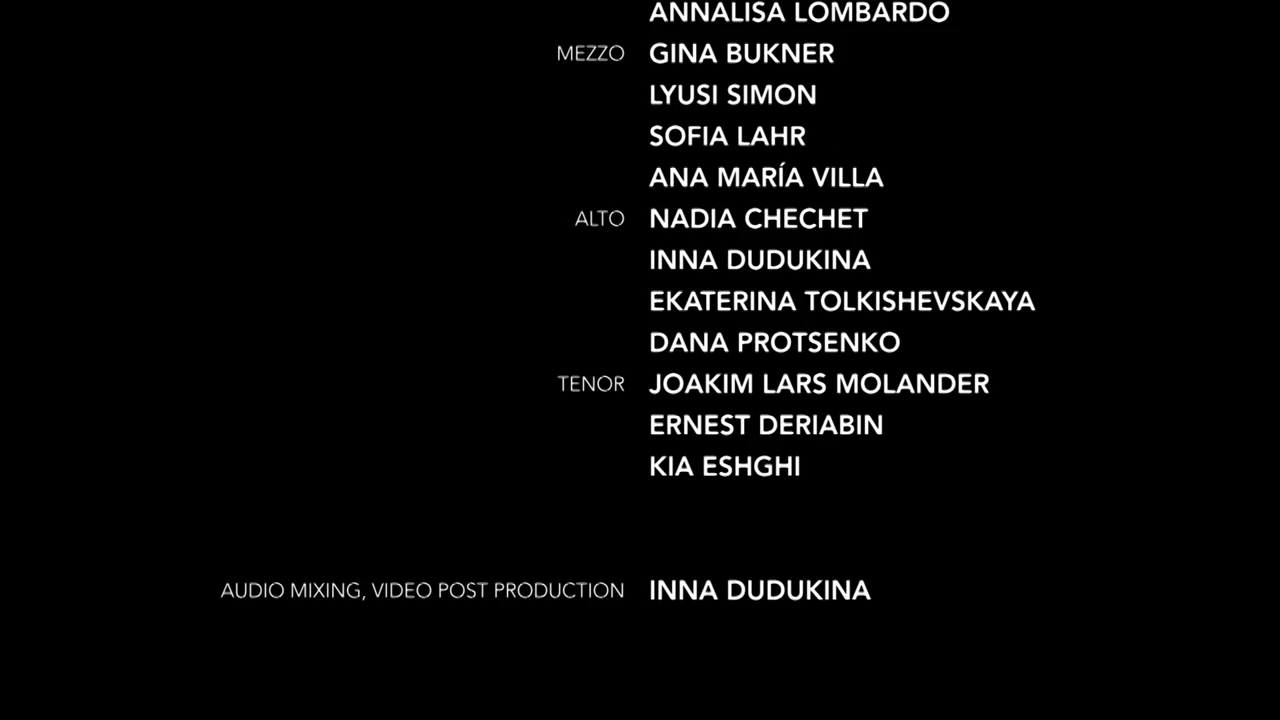 ANNALISA LOMBARDO
MEZZO GINA BUKNER
LYUSI SIMON
SOFIA LAHR
ANA MARÍA VILLA
ALTO NADIA CHECHET
INNA DUDUKINA
EKATERINA TOLKISHEVSKAYA
DANA PROTSENKO
TENOR JOAKIM LARS MOLANDER
ERNEST DERIABIN
KIA ESHGHI
AUDIO MIXING, VIDEO POST PRODUCTION INNA DUDUKINA